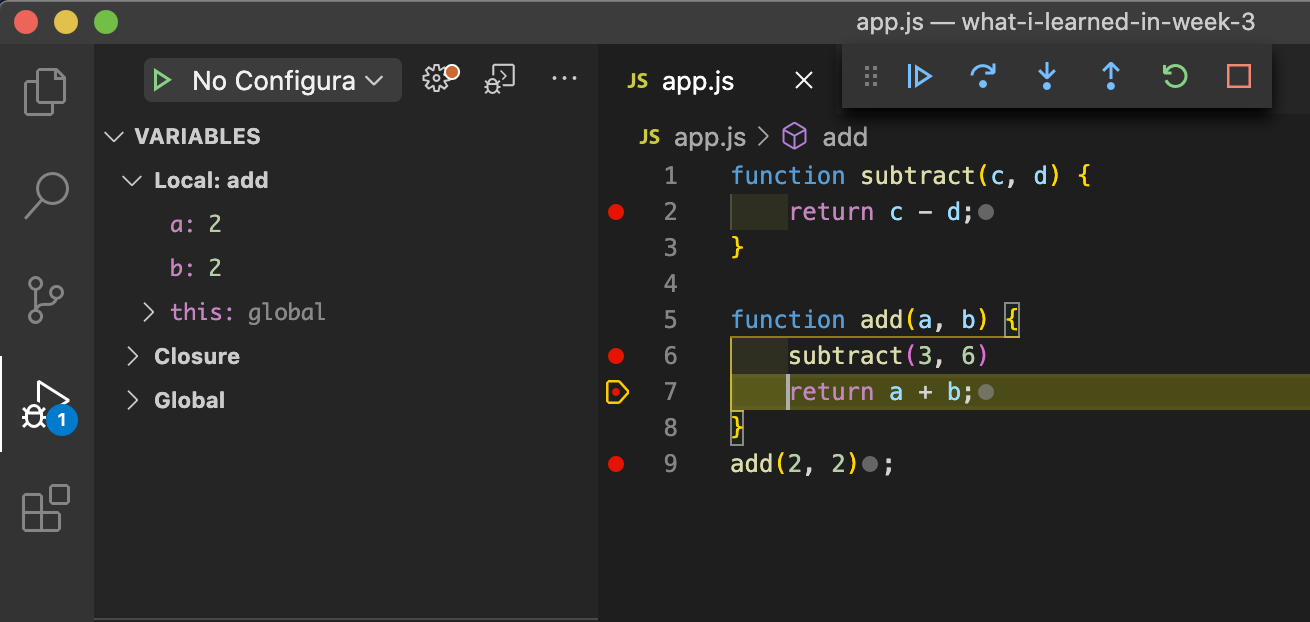 app.js — what-i-learned-in-week-3
No Configura
JS app.js
VARIABLES
Local: add
a: 2
b: 2
this: global
Closure
Global
1
JS app.js > add
1 function subtract(c, d) {
2 return c - d;
3 }
4
5 function add(a, b) {
6 subtract(3, 6)
7 return a + b;
8 }
9 add(2, 2) ;